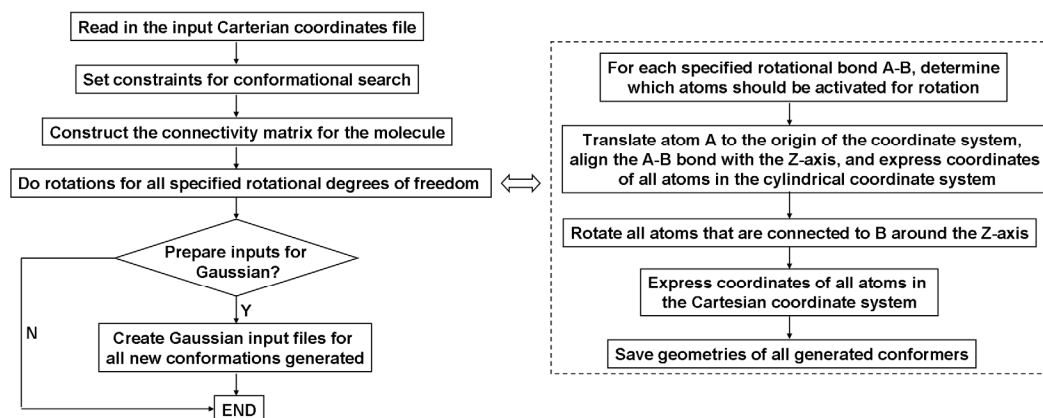 Read in the input Carterian coordinates file
Set constraints for conformational search
Construct the connectivity matrix for the molecule
Do rotations for all specified rotational degrees of freedom
Prepare inputs for
Gaussian?
N
Y
Create Gaussian input files for
all new conformations generated
END
For each specified rotational bond A-B, determine
which atoms should be activated for rotation
Translate atom A to the origin of the coordinate system,
align the A-B bond with the Z-axis, and express coordinates
of all atoms in the cylindrical coordinate system
Rotate all atoms that are connected to B around the Z-axis
Express coordinates of all atoms in
the Cartesian coordinate system
Save geometries of all generated conformers